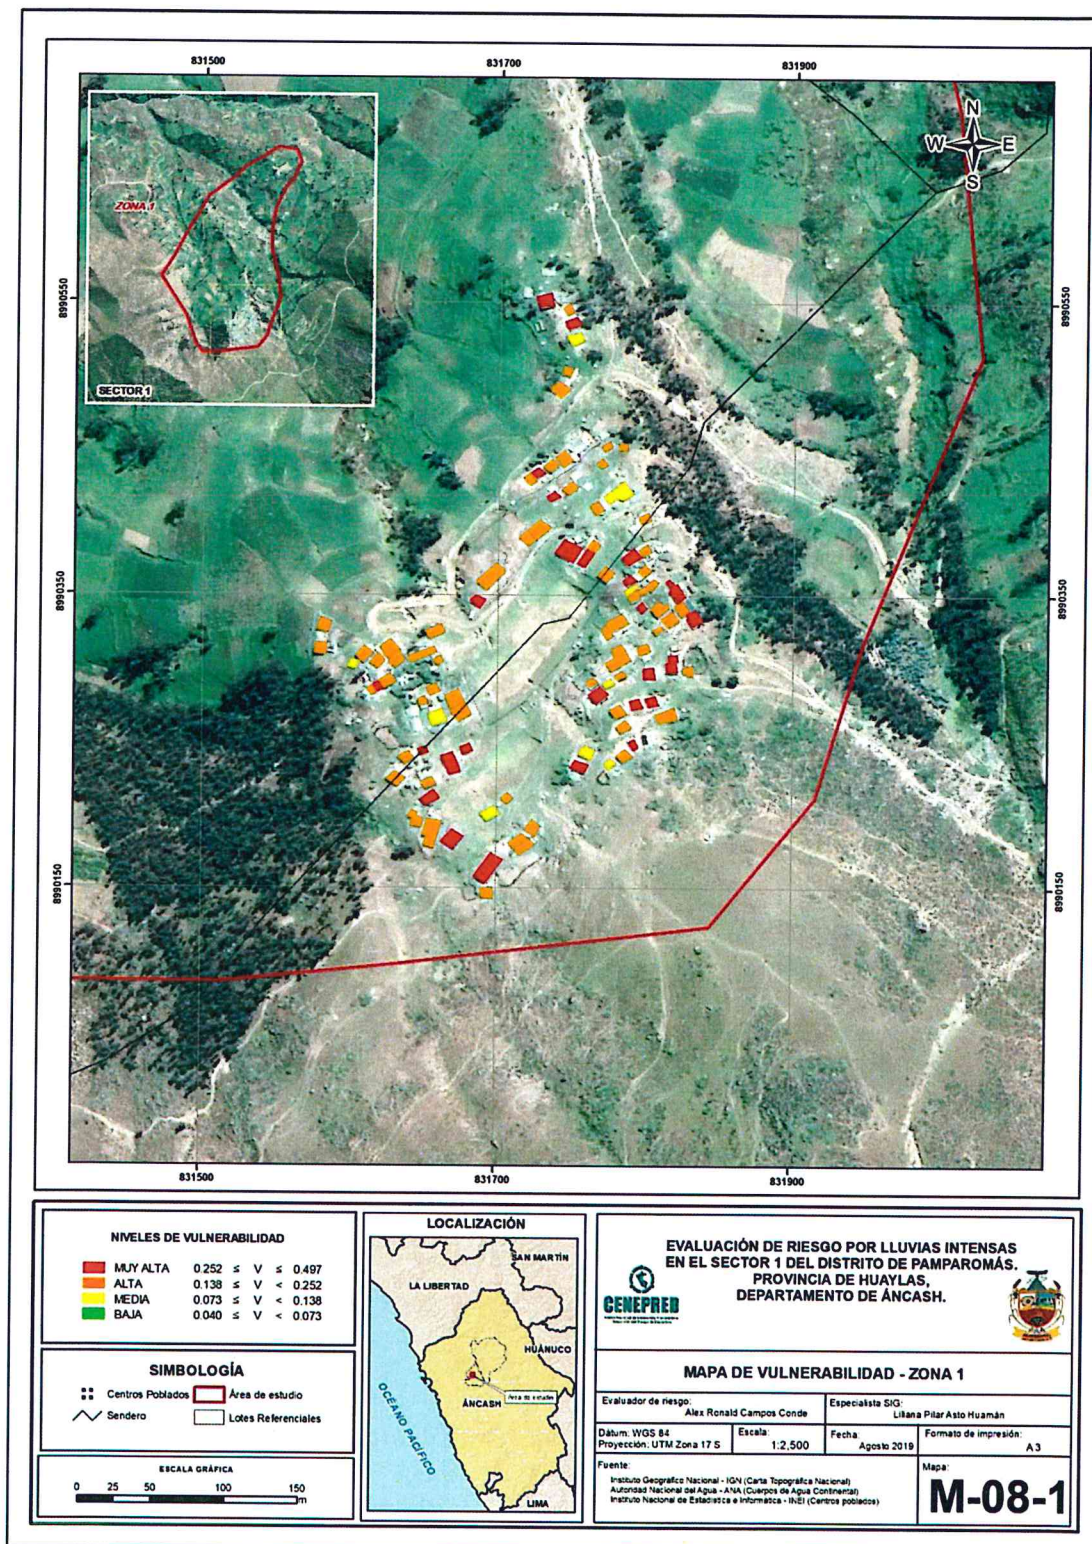 831500
831700
831900
N
W
E
S
ZONA 1
SECTOR 1
8990550
8990550
8990350
8990350
8990150
8990150
831500
831700
831900
NIVELES DE VULNERABILIDAD
MUY ALTA 0.252 ≤ V ≤ 0.497
ALTA 0.138 ≤ V < 0.252
MEDIA 0.073 ≤ V < 0.138
BAJA 0.040 ≤ V < 0.073
SIMBOLOGÍA
Centros Poblados
Área de estudio
Sendero
Lotes Referenciales
ESCALA GRÁFICA
0 25 50 100 150
m
LOCALIZACIÓN
SAN MARTÍN
LA LIBERTAD
HUÁNUCO
Área de estudio
ÁNCASH
OCÉANO PACÍFICO
LIMA
CENEPRED
EVALUACIÓN DE RIESGO POR LLUVIAS INTENSAS
EN EL SECTOR 1 DEL DISTRITO DE PAMPAROMÁS.
PROVINCIA DE HUAYLAS,
DEPARTAMENTO DE ÁNCASH.
MAPA DE VULNERABILIDAD - ZONA 1
Evaluador de riesgo:
Alex Ronald Campos Conde
Especialista SIG:
Liliana Pilar Asto Huamán
Dátum: WGS 84
Proyección: UTM Zona 17 S
Escala:
1:2,500
Fecha:
Agosto 2019
Formato de impresión:
A3
Fuente:
Instituto Geográfico Nacional - IGN (Carta Topográfica Nacional)
Autoridad Nacional del Agua - ANA (Cuerpos de Agua Continental)
Instituto Nacional de Estadística e Informática - INEI (Centros poblados)
Mapa:
M-08-1